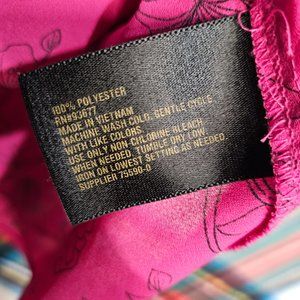 100% POLYESTER
RN#93677
MADE IN VIETNAM
MACHINE WASH COLD. GENTLE CYCLE
WITH LIKE COLORS.
USE ONLY NON-CHLORINE BLEACH
WHEN NEEDED. TUMBLE DRY LOW.
IRON ON LOWEST SETTING AS NEEDED.
SUPPLIER 75590-0